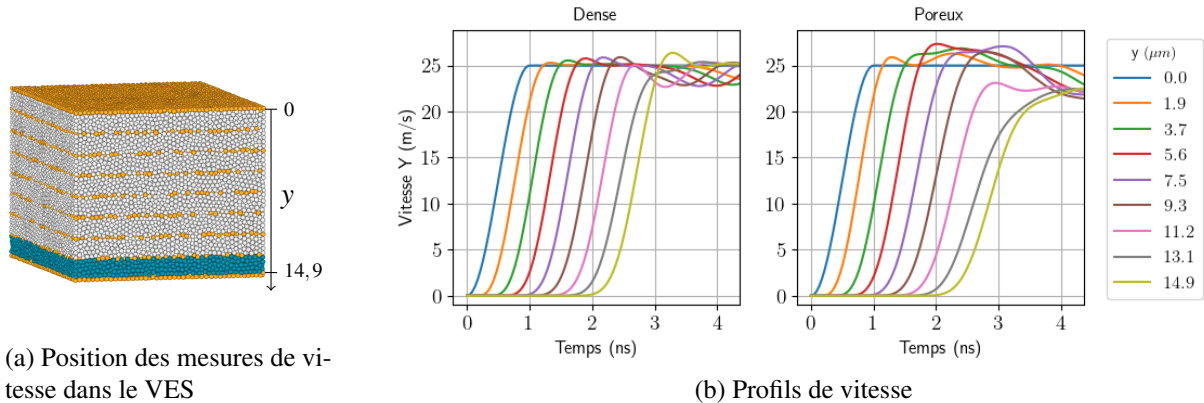 0
y
14,9
(a) Position des mesures de vi-
tesse dans le VES
Dense
Vitesse Y (m/s)
25
20
15
10
5
0
0 1 2 3 4
Temps (ns)
Poreux
25
20
15
10
5
0
0 1 2 3 4
Temps (ns)
y (μm)
0.0
1.9
3.7
5.6
7.5
9.3
11.2
13.1
14.9
(b) Profils de vitesse